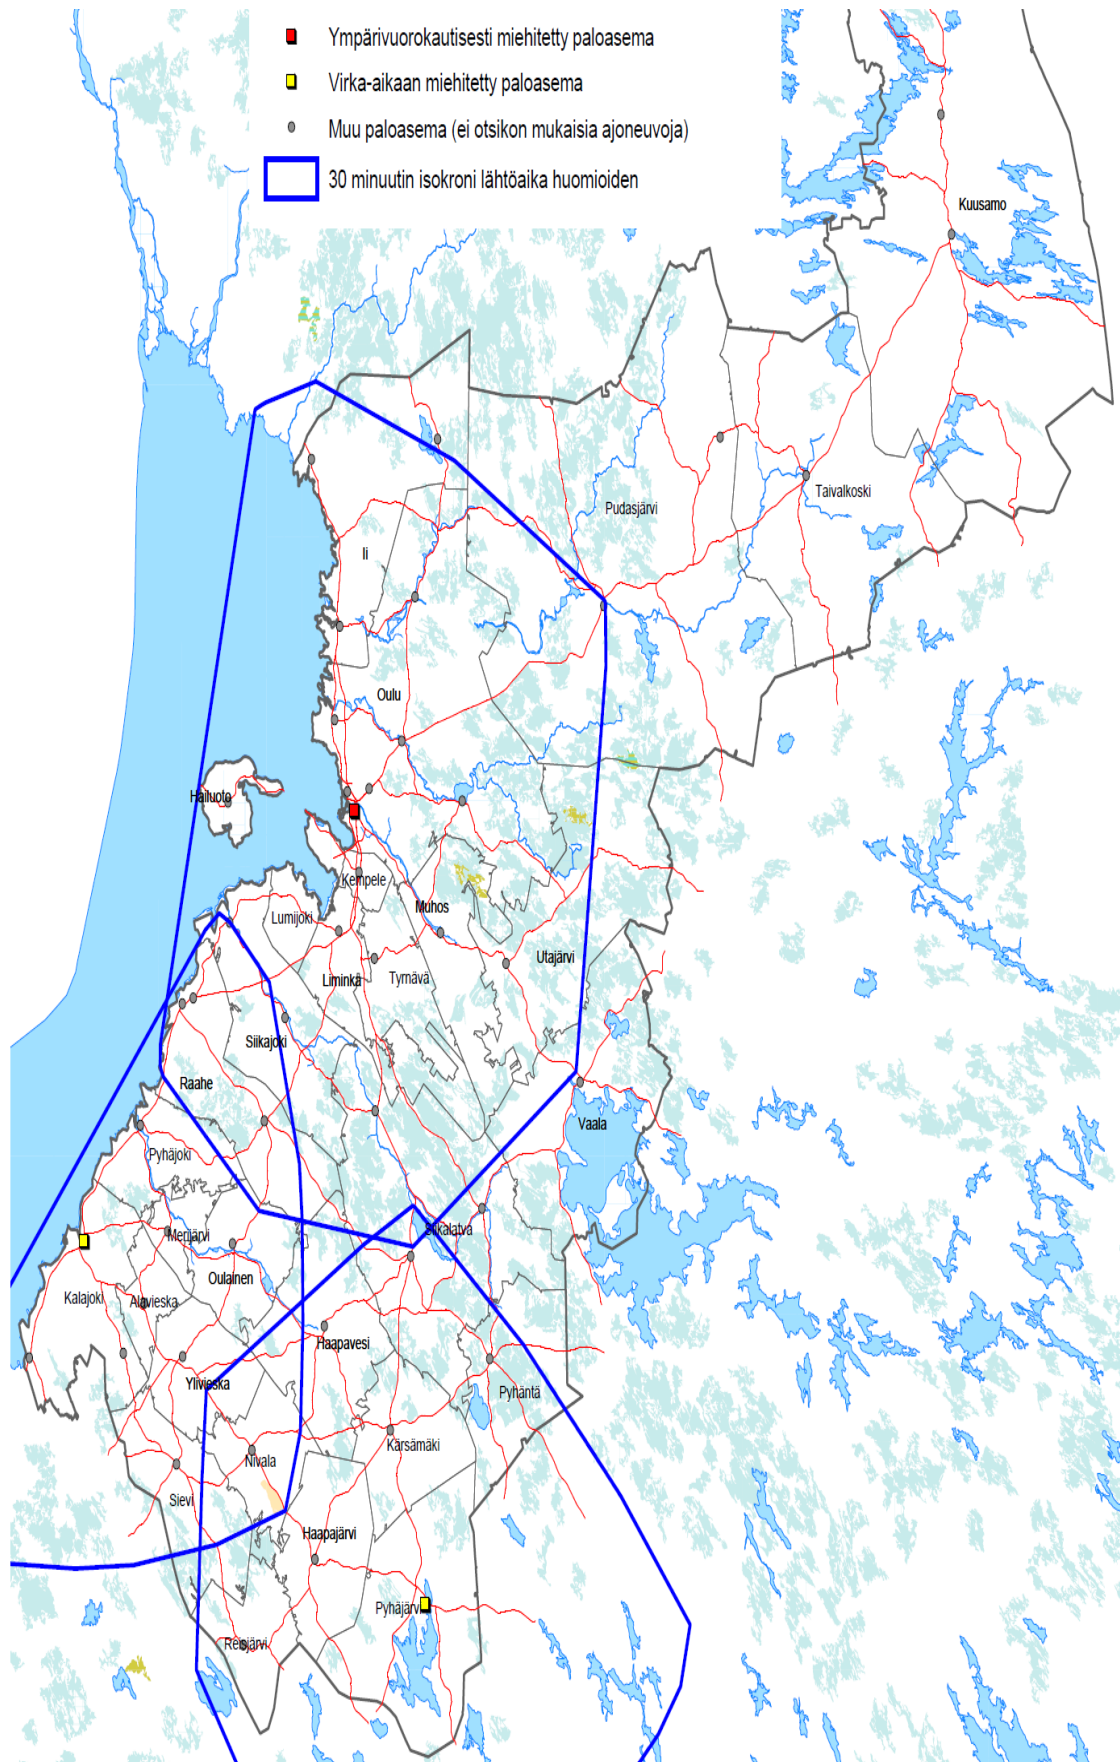 Ympärivuorokautisesti miehitetty paloasema
Virka-aikaan miehitetty paloasema
Muu paloasema (ei otsikon mukaisia ajoneuvoja)
30 minuutin isokroni lähtöaika huomioiden
Kuusamo
Taivalkoski
Pudasjärvi
Ii
Oulu
Hailuoto
Kempele
Lumijoki
Muhos
Utajärvi
Liminka
Tyrnävä
Siikajoki
Raahe
Vaala
Pyhäjoki
Merijärvi
Siikalatva
Oulainen
Kalajoki
Alavieska
Haapavesi
Ylivieska
Pyhäntä
Kärsämäki
Nivala
Sievi
Haapajärvi
Pyhäjärvi
Reisjärvi